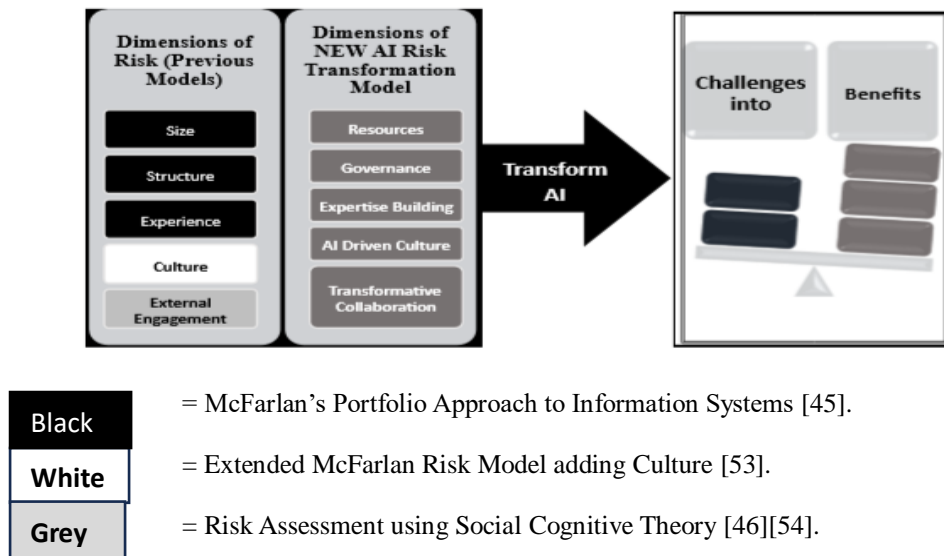 Dimensions of
Risk (Previous
Models)
Size
Structure
Experience
Culture
External
Engagement
Dimensions of
NEW AI Risk
Transformation
Model
Resources
Governance
Expertise Building
AI Driven Culture
Transformative
Collaboration
Transform
AI
Challenges
into
Benefits
Black
= McFarlan’s Portfolio Approach to Information Systems [45].
White
= Extended McFarlan Risk Model adding Culture [53].
Grey
= Risk Assessment using Social Cognitive Theory [46][54].